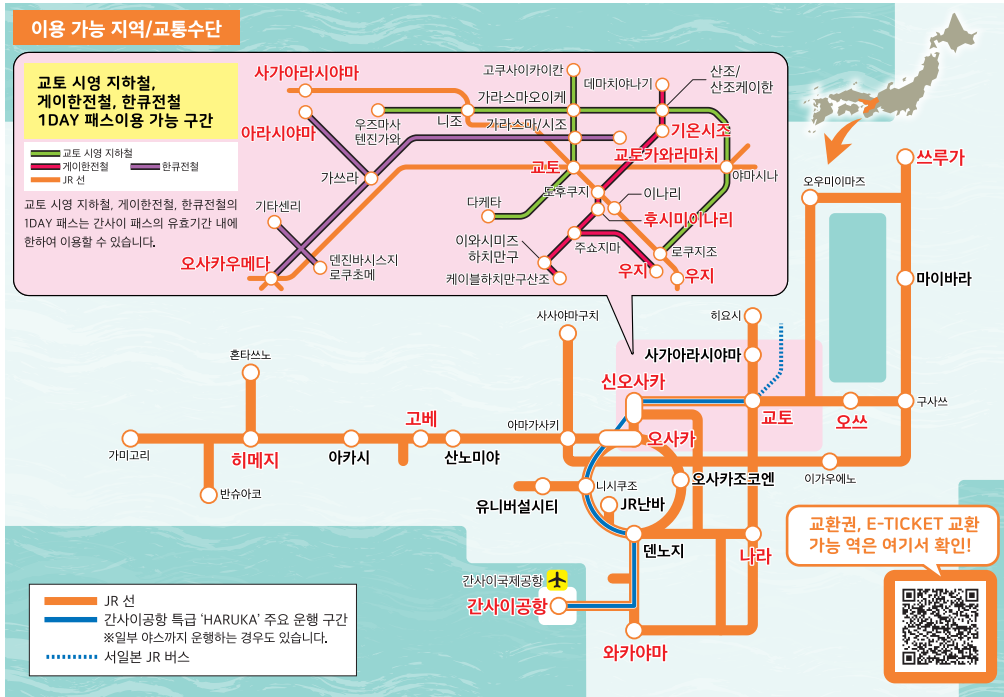 이용 가능 지역/교통수단
교토 시영 지하철,
게이한전철, 한큐전철
1DAY 패스이용 가능 구간
교토 시영 지하철
게이한전철
한큐전철
JR 선
교토 시영 지하철, 게이한전철, 한큐전철의
1DAY 패스는 간사이 패스의 유효기간 내에
한하여 이용할 수 있습니다.
사가아라시야마
고쿠사이카이칸
데마치야나기
산조/
산조케이한
아라시야마
우즈마사
텐진가와
니조
가라스마오이케
가라스마/시조
기온시조
교토카와라마치
가쓰라
교토
야마시나
토후쿠지
이나리
기타센리
다케타
후시미이나리
오사카우메다
덴진바시스지
로쿠초메
이와시미즈
하치만구
주쇼지마
로쿠지조
케이블하치만구산조
우지
우지
쓰루가
오우미이마즈
마이바라
사사야마구치
히요시
혼타쓰노
사가아라시야마
신오사카
교토
오쓰
구사쓰
고베
아마가사키
오사카
가미고리
히메지
아카시
산노미야
이가우에노
반슈아코
유니버설시티
니시쿠조
JR난바
오사카조코엔
덴노지
나라
간사이국제공항
간사이공항
와카야마
교환권, E-TICKET 교환
가능 역은 여기서 확인!
JR 선
간사이공항 특급 ‘HARUKA’ 주요 운행 구간
※일부 야스까지 운행하는 경우도 있습니다.
서일본 JR 버스